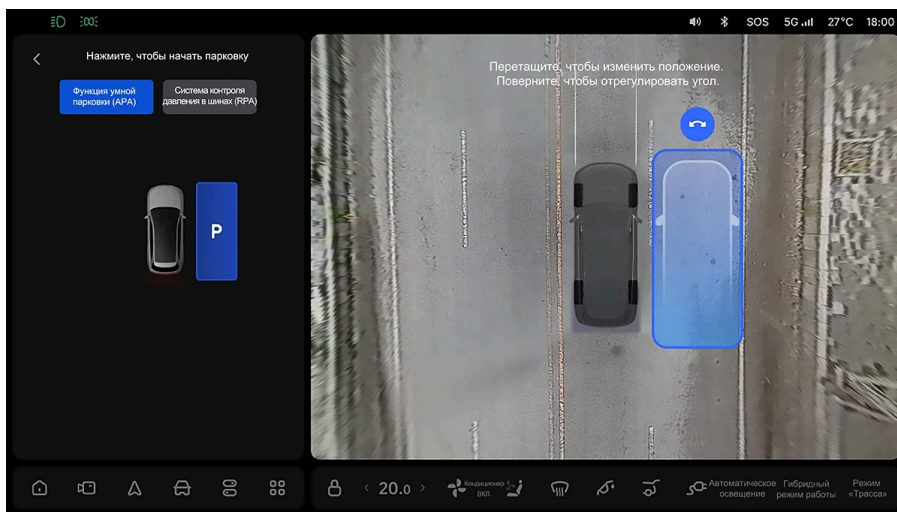 SOS 5G 27°C 18:00
Нажмите, чтобы начать парковку
Функция умной
парковки (APA)
Система контроля
давления в шинах (RPA)
P
Перетащите, чтобы изменить положение.
Поверните, чтобы отрегулировать угол.
20.0
Кондиционер
вкл.
Автоматическое
освещение
Гибридный
режим работы
Режим
«Трасса»